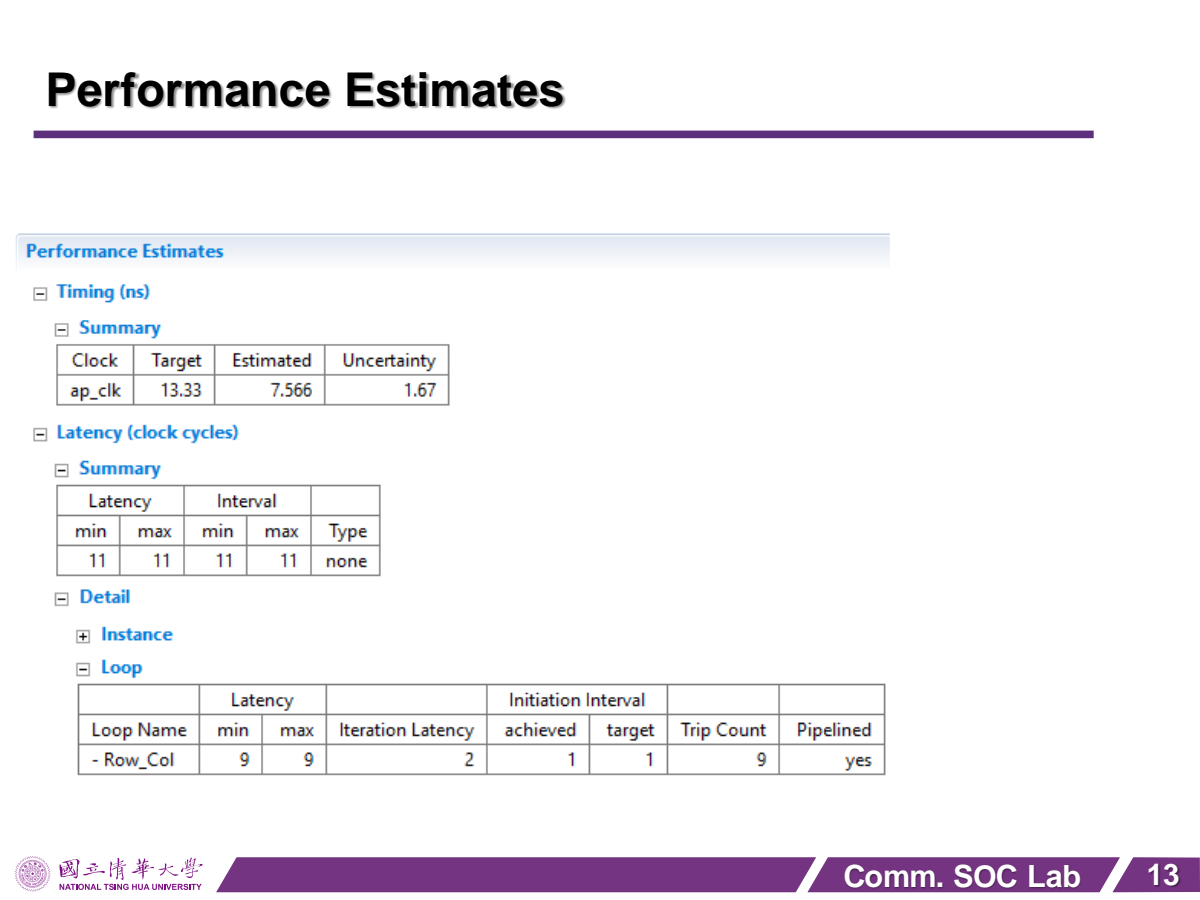 Performance Estimates
Performance Estimates
Timing (ns)
Summary
Clock Target Estimated Uncertainty
ap_clk 13.33 7.566 1.67
Latency (clock cycles)
Summary
Latency Interval
min max min max Type
11 11 11 11 none
Detail
Instance
Loop
Latency Initiation Interval
Loop Name min max Iteration Latency achieved target Trip Count Pipelined
- Row_Col 9 9 2 1 1 9 yes
國立清華大學
NATIONAL TSING HUA UNIVERSITY
Comm. SOC Lab 13